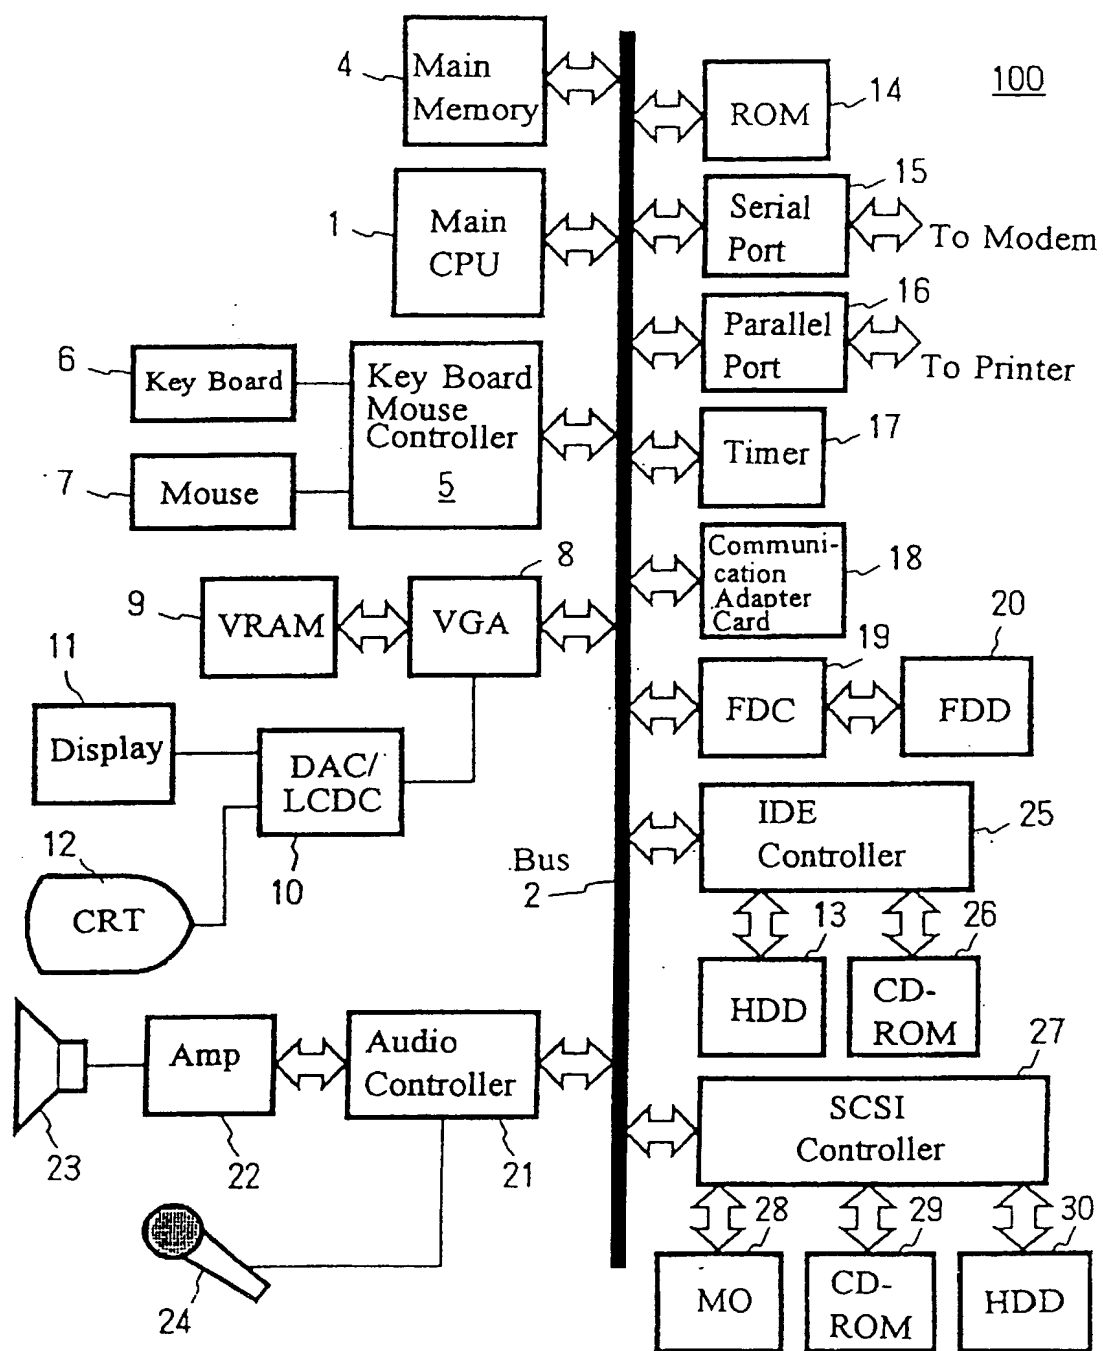 4
Main
Memory
14
ROM
100
1
Main
CPU
15
Serial
Port
To Modem
16
Parallel
Port
To Printer
6
Key Board
Key Board
Mouse
Controller
5
7
Mouse
17
Timer
18
Communi-
cation
Adapter
Card
8
VGA
9
VRAM
19
FDC
20
FDD
11
Display
DAC/
LCDC
10
12
CRT
Bus
2
25
IDE
Controller
13
HDD
26
CD-
ROM
Amp
22
23
Audio
Controller
21
24
27
SCSI
Controller
28
MO
29
CD-
ROM
30
HDD